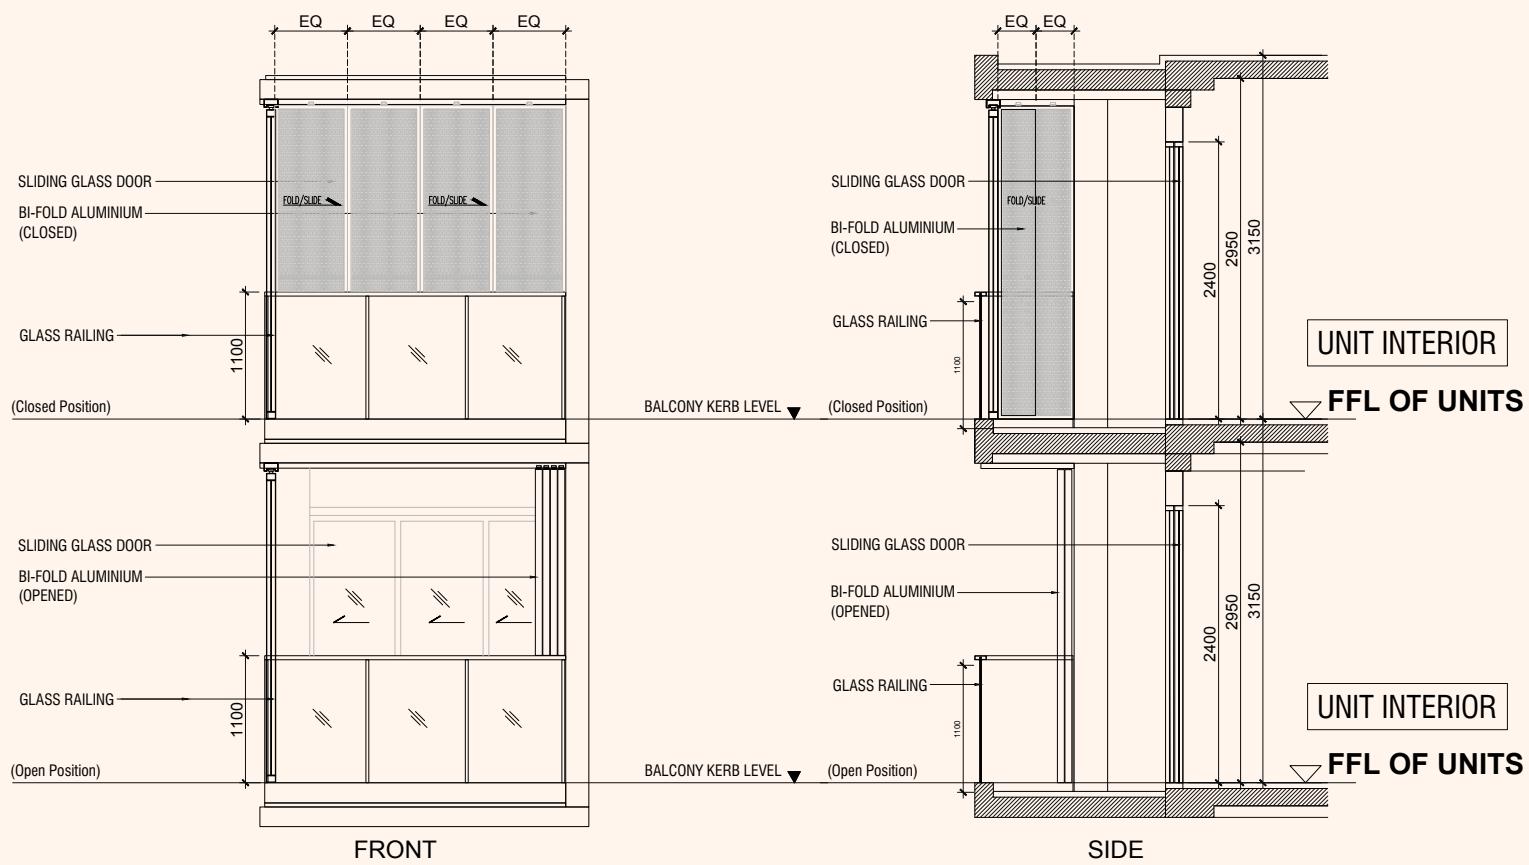 EQ EQ EQ EQ
SLIDING GLASS DOOR
BI-FOLD ALUMINIUM
(CLOSED)
FOLD/SLIDE
FOLD/SLIDE
GLASS RAILING
1100
(Closed Position)
BALCONY KERB LEVEL
SLIDING GLASS DOOR
BI-FOLD ALUMINIUM
(OPENED)
GLASS RAILING
1100
(Open Position)
BALCONY KERB LEVEL
FRONT
EQ EQ
SLIDING GLASS DOOR
FOLD/SLIDE
BI-FOLD ALUMINIUM
(CLOSED)
GLASS RAILING
1100
(Closed Position)
2400
2950
3150
UNIT INTERIOR
FFL OF UNITS
SLIDING GLASS DOOR
BI-FOLD ALUMINIUM
(OPENED)
GLASS RAILING
1100
(Open Position)
2400
2950
3150
UNIT INTERIOR
FFL OF UNITS
SIDE